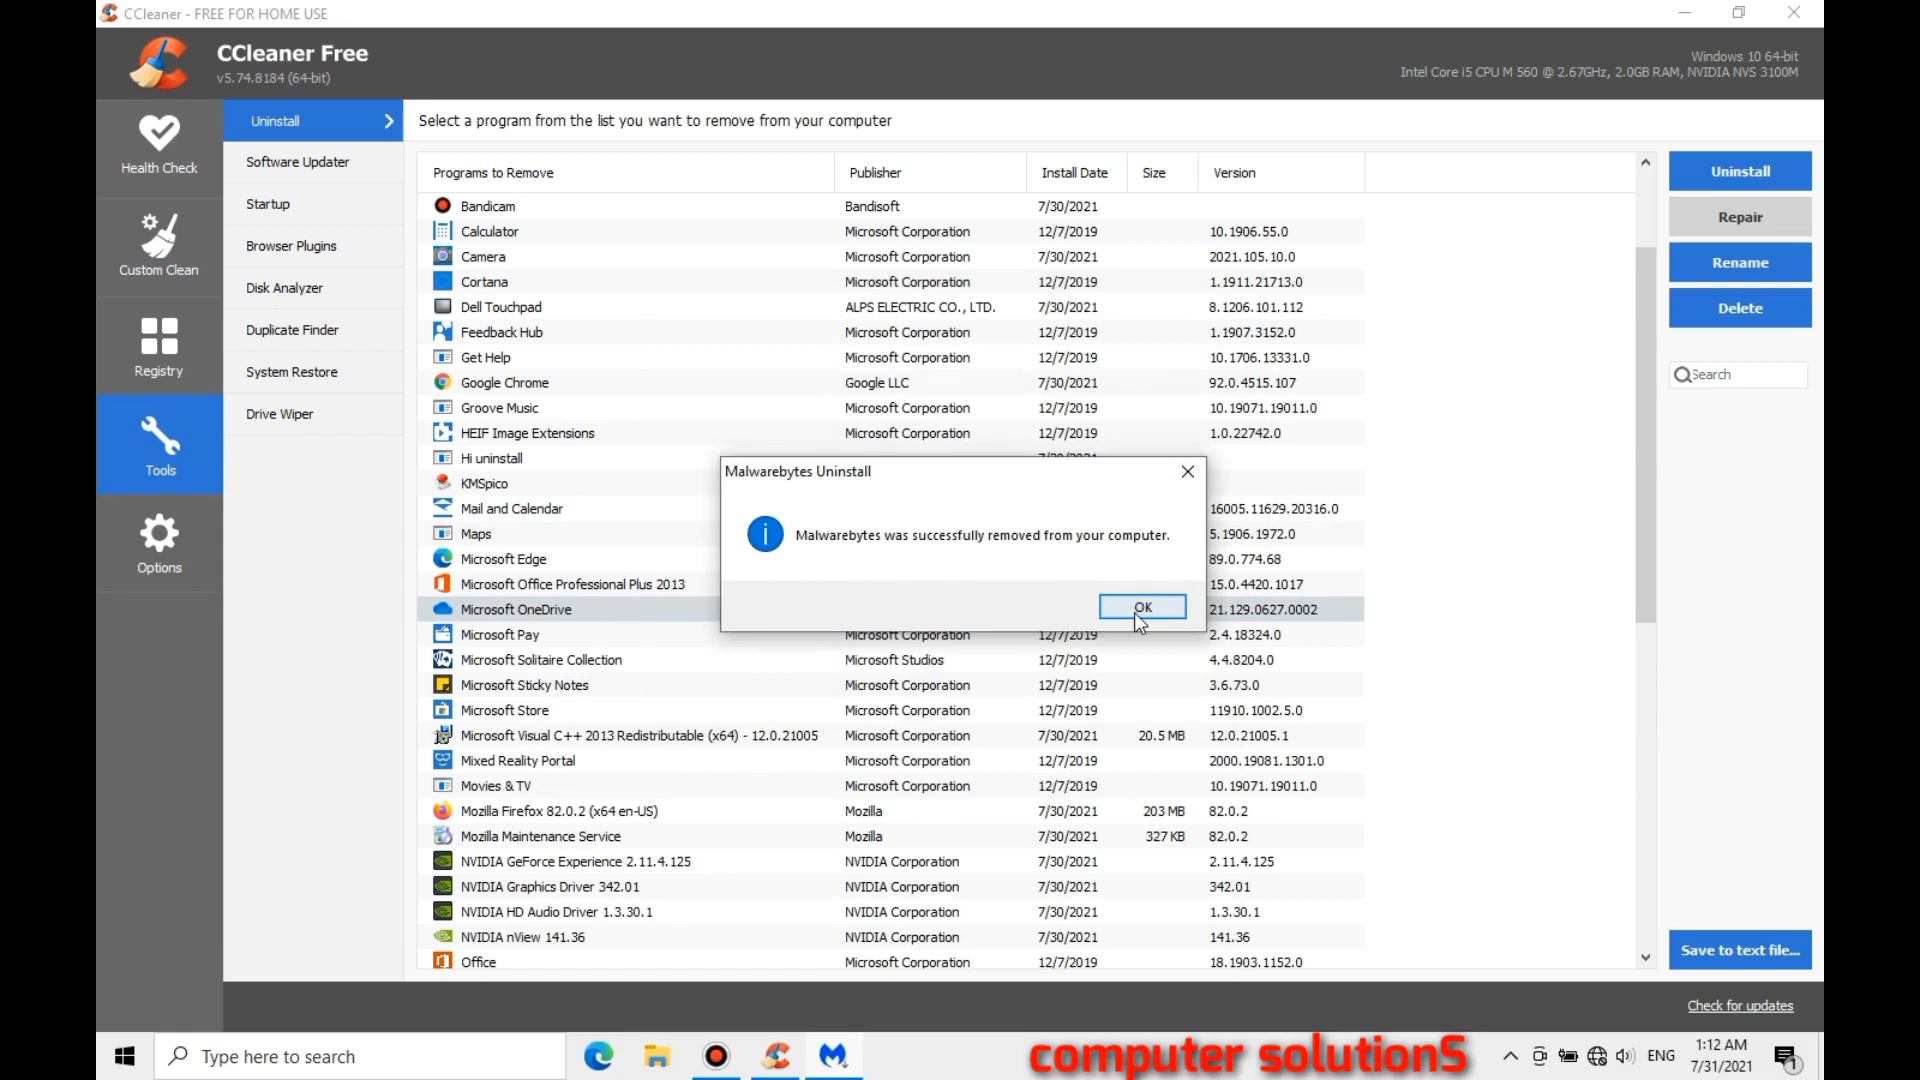 CCleaner - FREE FOR HOME USE
CCleaner Free
v5.74.8184 (64-bit)
Windows 10 64-bit
Intel Core i5 CPU M 560 @ 2.67GHz, 2.0GB RAM, NVIDIA NVS 3100M
Health Check
Custom Clean
Registry
Tools
Options
Uninstall
Software Updater
Startup
Browser Plugins
Disk Analyzer
Duplicate Finder
System Restore
Drive Wiper
Select a program from the list you want to remove from your computer
Programs to Remove Publisher Install Date Size Version
Bandicam Bandisoft 7/30/2021
Calculator Microsoft Corporation 12/7/2019 10.1906.55.0
Camera Microsoft Corporation 7/30/2021 2021.105.10.0
Cortana Microsoft Corporation 12/7/2019 1.1911.21713.0
Dell Touchpad ALPS ELECTRIC CO., LTD. 7/30/2021 8.1206.101.112
Feedback Hub Microsoft Corporation 12/7/2019 1.1907.3152.0
Get Help Microsoft Corporation 12/7/2019 10.1706.13331.0
Google Chrome Google LLC 7/30/2021 92.0.4515.107
Groove Music Microsoft Corporation 12/7/2019 10.19071.19011.0
HEIF Image Extensions Microsoft Corporation 12/7/2019 1.0.22742.0
Hi uninstall
KMSpico
Mail and Calendar 16005.11629.20316.0
Maps 5.1906.1972.0
Microsoft Edge 89.0.774.68
Microsoft Office Professional Plus 2013 15.0.4420.1017
Microsoft OneDrive 21.129.0627.0002
Microsoft Pay Microsoft Corporation 12/7/2019 2.4.18324.0
Microsoft Solitaire Collection Microsoft Studios 12/7/2019 4.4.8204.0
Microsoft Sticky Notes Microsoft Corporation 12/7/2019 3.6.73.0
Microsoft Store Microsoft Corporation 12/7/2019 11910.1002.5.0
Microsoft Visual C++ 2013 Redistributable (x64) - 12.0.21005 Microsoft Corporation 7/30/2021 20.5 MB 12.0.21005.1
Mixed Reality Portal Microsoft Corporation 12/7/2019 2000.19081.1301.0
Movies & TV Microsoft Corporation 12/7/2019 10.19071.19011.0
Mozilla Firefox 82.0.2 (x64 en-US) Mozilla 7/30/2021 203 MB 82.0.2
Mozilla Maintenance Service Mozilla 7/30/2021 327 KB 82.0.2
NVIDIA GeForce Experience 2.11.4.125 NVIDIA Corporation 7/30/2021 2.11.4.125
NVIDIA Graphics Driver 342.01 NVIDIA Corporation 7/30/2021 342.01
NVIDIA HD Audio Driver 1.3.30.1 NVIDIA Corporation 7/30/2021 1.3.30.1
NVIDIA nView 141.36 NVIDIA Corporation 7/30/2021 141.36
Office Microsoft Corporation 12/7/2019 18.1903.1152.0
Malwarebytes Uninstall
Malwarebytes was successfully removed from your computer.
OK
Uninstall
Repair
Rename
Delete
Search
Save to text file...
Check for updates
Type here to search
computer solutionS
ENG
1:12 AM
7/31/2021
1